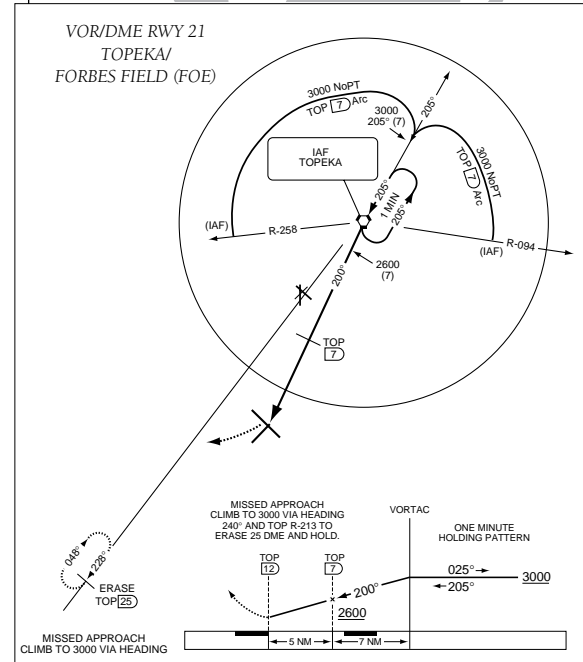 VOR/DME RWY 21
TOPEKA/
FORBES FIELD (FOE)
3000 NoPT
TOP 7 Arc
3000
205° (7)
205°
3000 NoPT
TOP 7 Arc
IAF
TOPEKA
205°
1 MIN
205°
(IAF)
R-258
R-094
(IAF)
2600
(7)
200°
TOP
7
048°
228°
ERASE
TOP 25
MISSED APPROACH
CLIMB TO 3000 VIA HEADING
MISSED APPROACH
CLIMB TO 3000 VIA HEADING
240° AND TOP R-213 TO
ERASE 25 DME AND HOLD.
VORTAC
ONE MINUTE
HOLDING PATTERN
TOP
12
TOP
7
025°
3000
200°
205°
2600
5 NM
7 NM